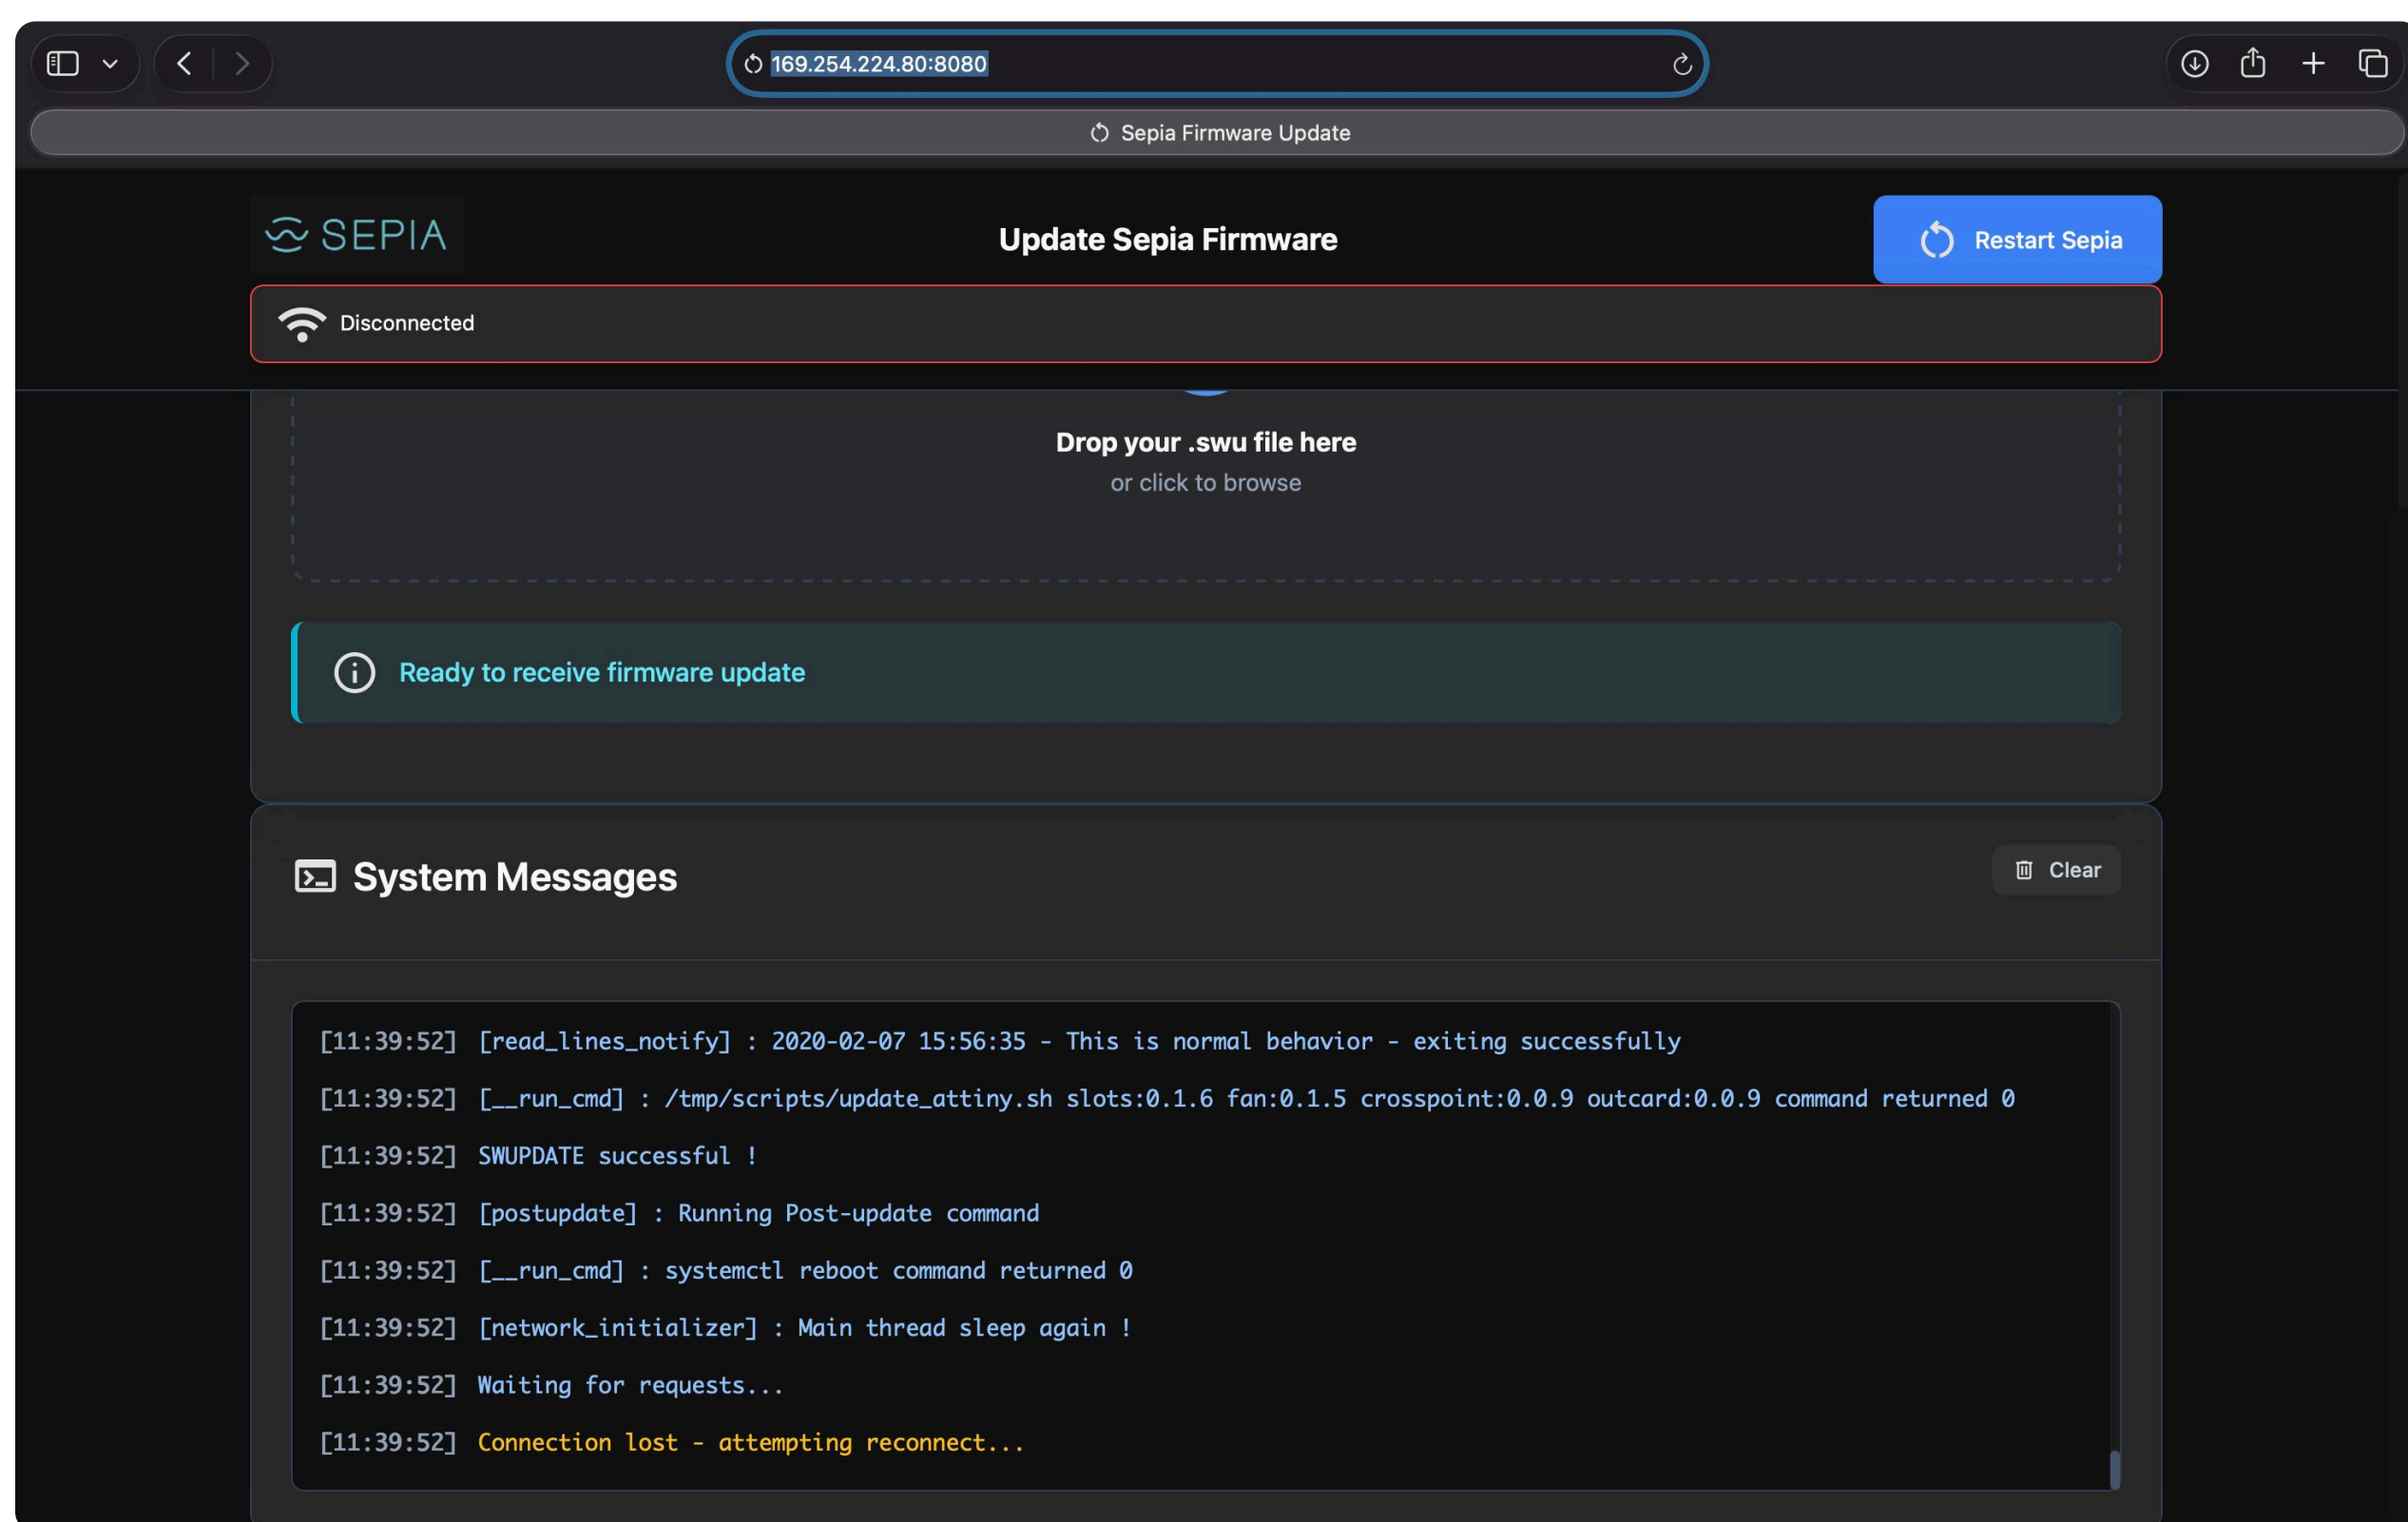 169.254.224.80:8080
Sepia Firmware Update
SEPIA
Update Sepia Firmware
Restart Sepia
Disconnected
Drop your .swu file here
or click to browse
Ready to receive firmware update
System Messages
Clear
[11:39:52] [read_lines_notify] : 2020-02-07 15:56:35 - This is normal behavior - exiting successfully
[11:39:52] [__run_cmd] : /tmp/scripts/update_attiny.sh slots:0.1.6 fan:0.1.5 crosspoint:0.0.9 outcard:0.0.9 command returned 0
[11:39:52] SWUPDATE successful !
[11:39:52] [postupdate] : Running Post-update command
[11:39:52] [__run_cmd] : systemctl reboot command returned 0
[11:39:52] [network_initializer] : Main thread sleep again !
[11:39:52] Waiting for requests...
[11:39:52] Connection lost - attempting reconnect...